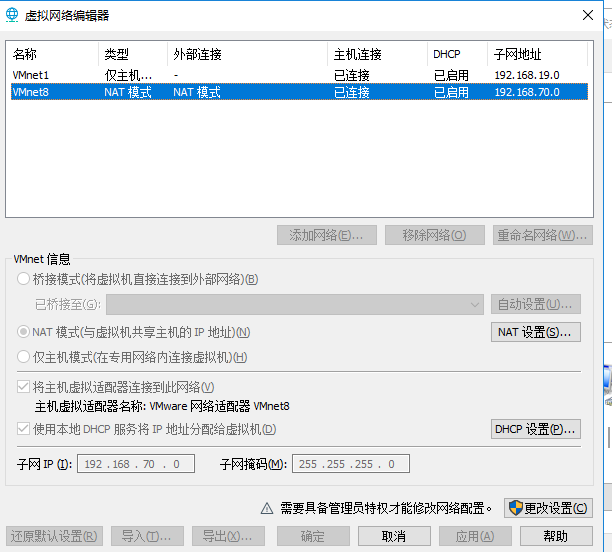 虚拟网络编辑器
名称 类型 外部连接 主机连接 DHCP 子网地址
VMnet1 仅主机... - 已连接 已启用 192.168.19.0
VMnet8 NAT 模式 NAT 模式 已连接 已启用 192.168.70.0
添加网络(E)... 移除网络(O) 重命名网络(W)...
VMnet 信息
桥接模式(将虚拟机直接连接到外部网络)(B)
已桥接至(G): 自动设置(U)...
NAT 模式(与虚拟机共享主机的 IP 地址)(N) NAT 设置(S)...
仅主机模式(在专用网络内连接虚拟机)(H)
将主机虚拟适配器连接到此网络(V)
主机虚拟适配器名称: VMware 网络适配器 VMnet8
使用本地 DHCP 服务将 IP 地址分配给虚拟机(D) DHCP 设置(P)...
子网 IP (I): 192 .168 . 70 . 0 子网掩码(M): 255 .255 .255 . 0
需要具备管理员特权才能修改网络配置。 更改设置(C)
还原默认设置(R) 导入(T)... 导出(X)... 确定 取消 应用(A) 帮助